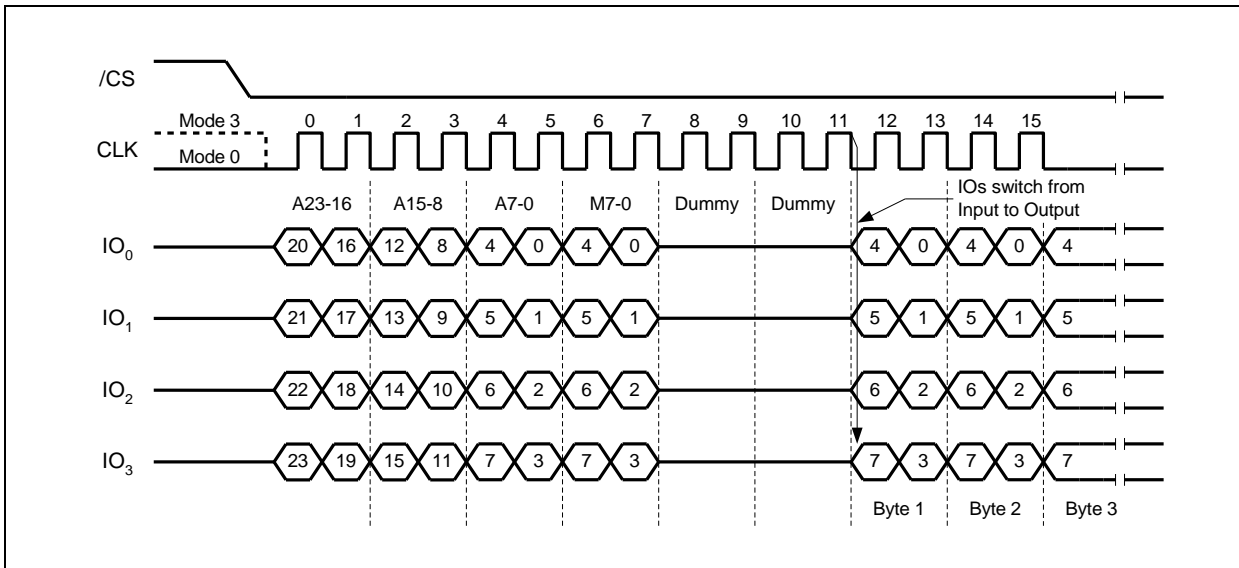 /CS
Mode 3 0 1 2 3 4 5 6 7 8 9 10 11 12 13 14 15
CLK
Mode 0
IOs switch from
Input to Output
A23-16 A15-8 A7-0 M7-0 Dummy Dummy
IO0 20 16 12 8 4 0 4 0 4 0 4 0 4
IO1 21 17 13 9 5 1 5 1 5 1 5 1 5
IO2 22 18 14 10 6 2 6 2 6 2 6 2 6
IO3 23 19 15 11 7 3 7 3 7 3 7 3 7
Byte 1 Byte 2 Byte 3